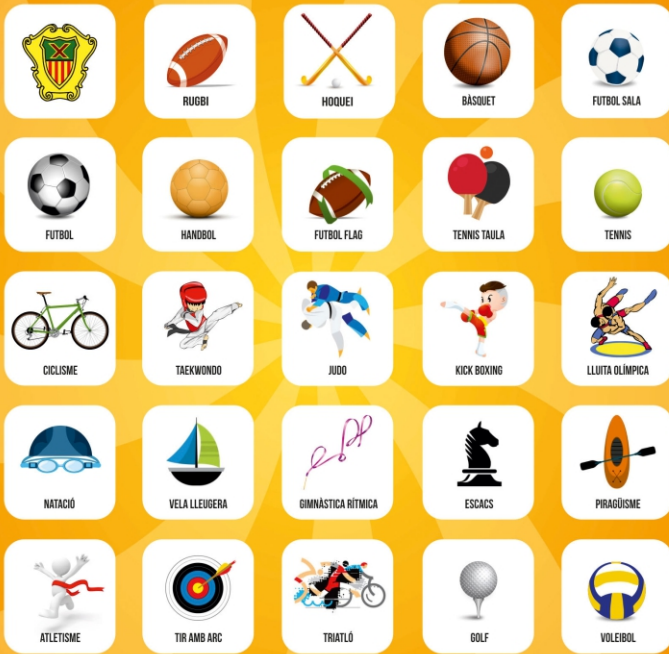 RUGBI
HOQUEI
BÀSQUET
FUTBOL SALA
FUTBOL
HANDBOL
FUTBOL FLAG
TENNIS TAULA
TENNIS
CICLISME
TAEKWONDO
JUDO
KICK BOXING
LLUITA OLÍMPICA
NATACIÓ
VELA LLEUGERA
GIMNÀSTICA RÍTMICA
ESCACS
PIRAGÜISME
ATLETISME
TIR AMB ARC
TRIATLÓ
GOLF
VOLEIBOL